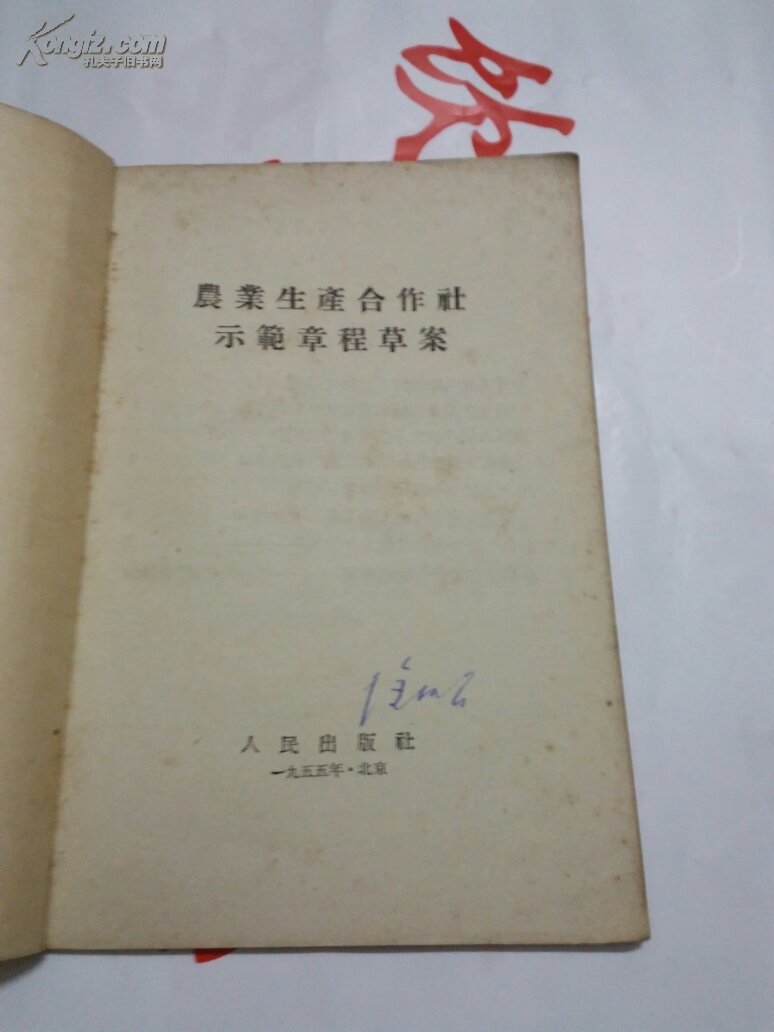 Kongfz.com
孔夫子旧书网
農業生產合作社
示範章程草案
人民出版社
一九五五年·北京